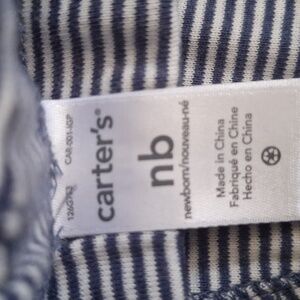 carter's®
nb
newborn/nouveau-né
Made in China
Fabriqué en Chine
Hecho en China